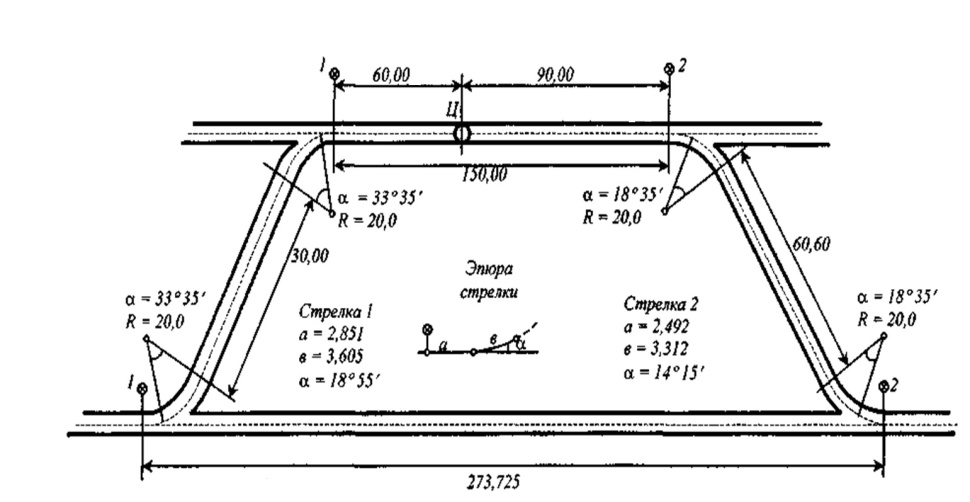 1
2
60,00
90,00
Ц
150,00
α = 33°35′
R = 20,0
α = 18°35′
R = 20,0
30,00
60,60
Эпюра
стрелки
α = 33°35′
R = 20,0
α = 18°35′
R = 20,0
Стрелка 1
а = 2,851
в = 3,605
α = 18°55′
а
в
α
Стрелка 2
а = 2,492
в = 3,312
α = 14°15′
1
2
273,725